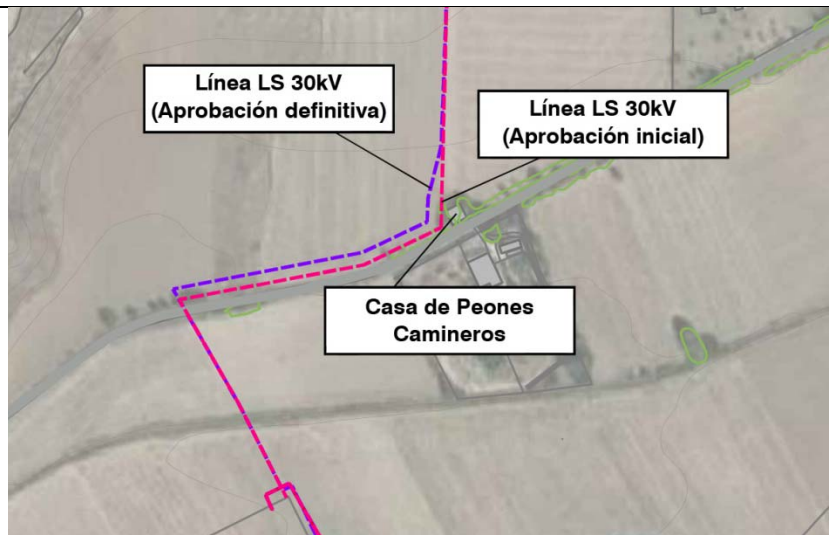 Línea LS 30kV
(Aprobación definitiva)
Línea LS 30kV
(Aprobación inicial)
Casa de Peones
Camineros